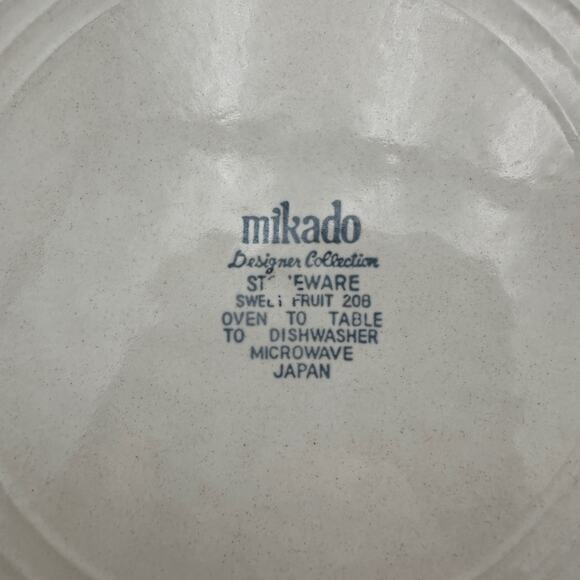 mikado
Designer Collection
FRUIT 208
OVEN TO TABLE
TO DISHWASHER
MICROWAVE
JAPAN